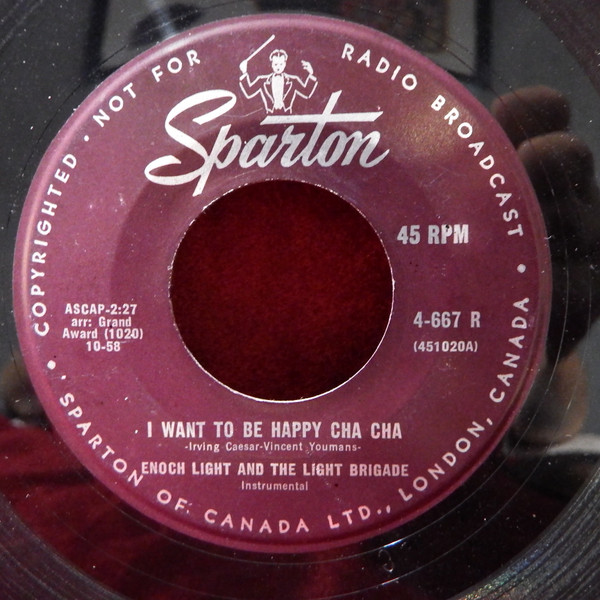 COPYRIGHTED • NOT FOR RADIO BROADCAST •
Sparton
45 RPM
ASCAP-2:27
arr: Grand
Award (1020)
10-58
4-667 R
(451020A)
I WANT TO BE HAPPY CHA CHA
-Irving Caesar-Vincent Youmans-
ENOCH LIGHT AND THE LIGHT BRIGADE
Instrumental
• SPARTON OF CANADA LTD., LONDON, CANADA •